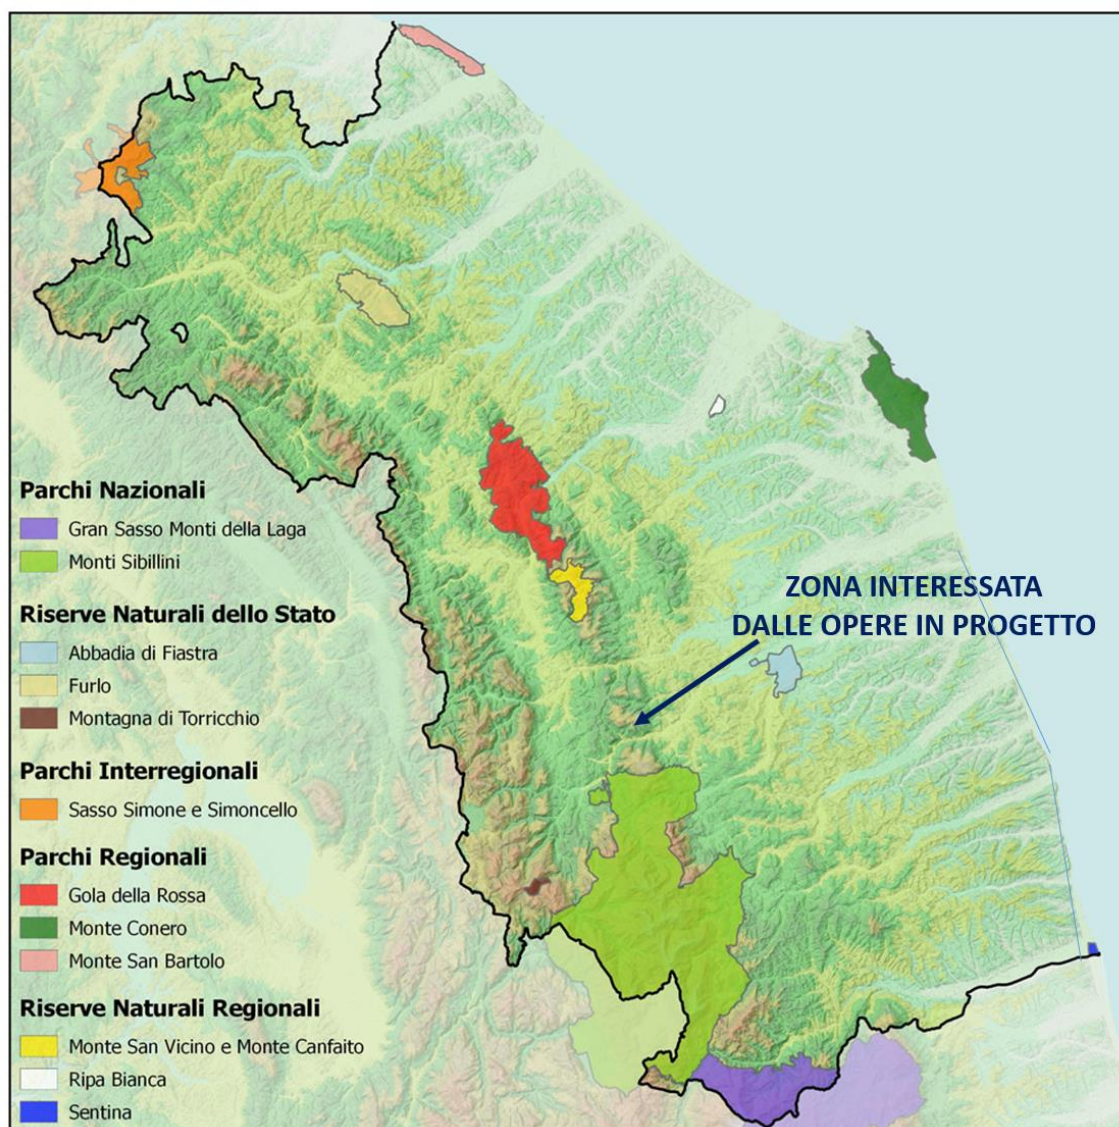 Parchi Nazionali
Gran Sasso Monti della Laga
Monti Sibillini
Riserve Naturali dello Stato
Abbadia di Fiastra
Furlo
Montagna di Torricchio
Parchi Interregionali
Sasso Simone e Simoncello
Parchi Regionali
Gola della Rossa
Monte Conero
Monte San Bartolo
Riserve Naturali Regionali
Monte San Vicino e Monte Canfaito
Ripa Bianca
Sentina
ZONA INTERESSATA
DALLE OPERE IN PROGETTO